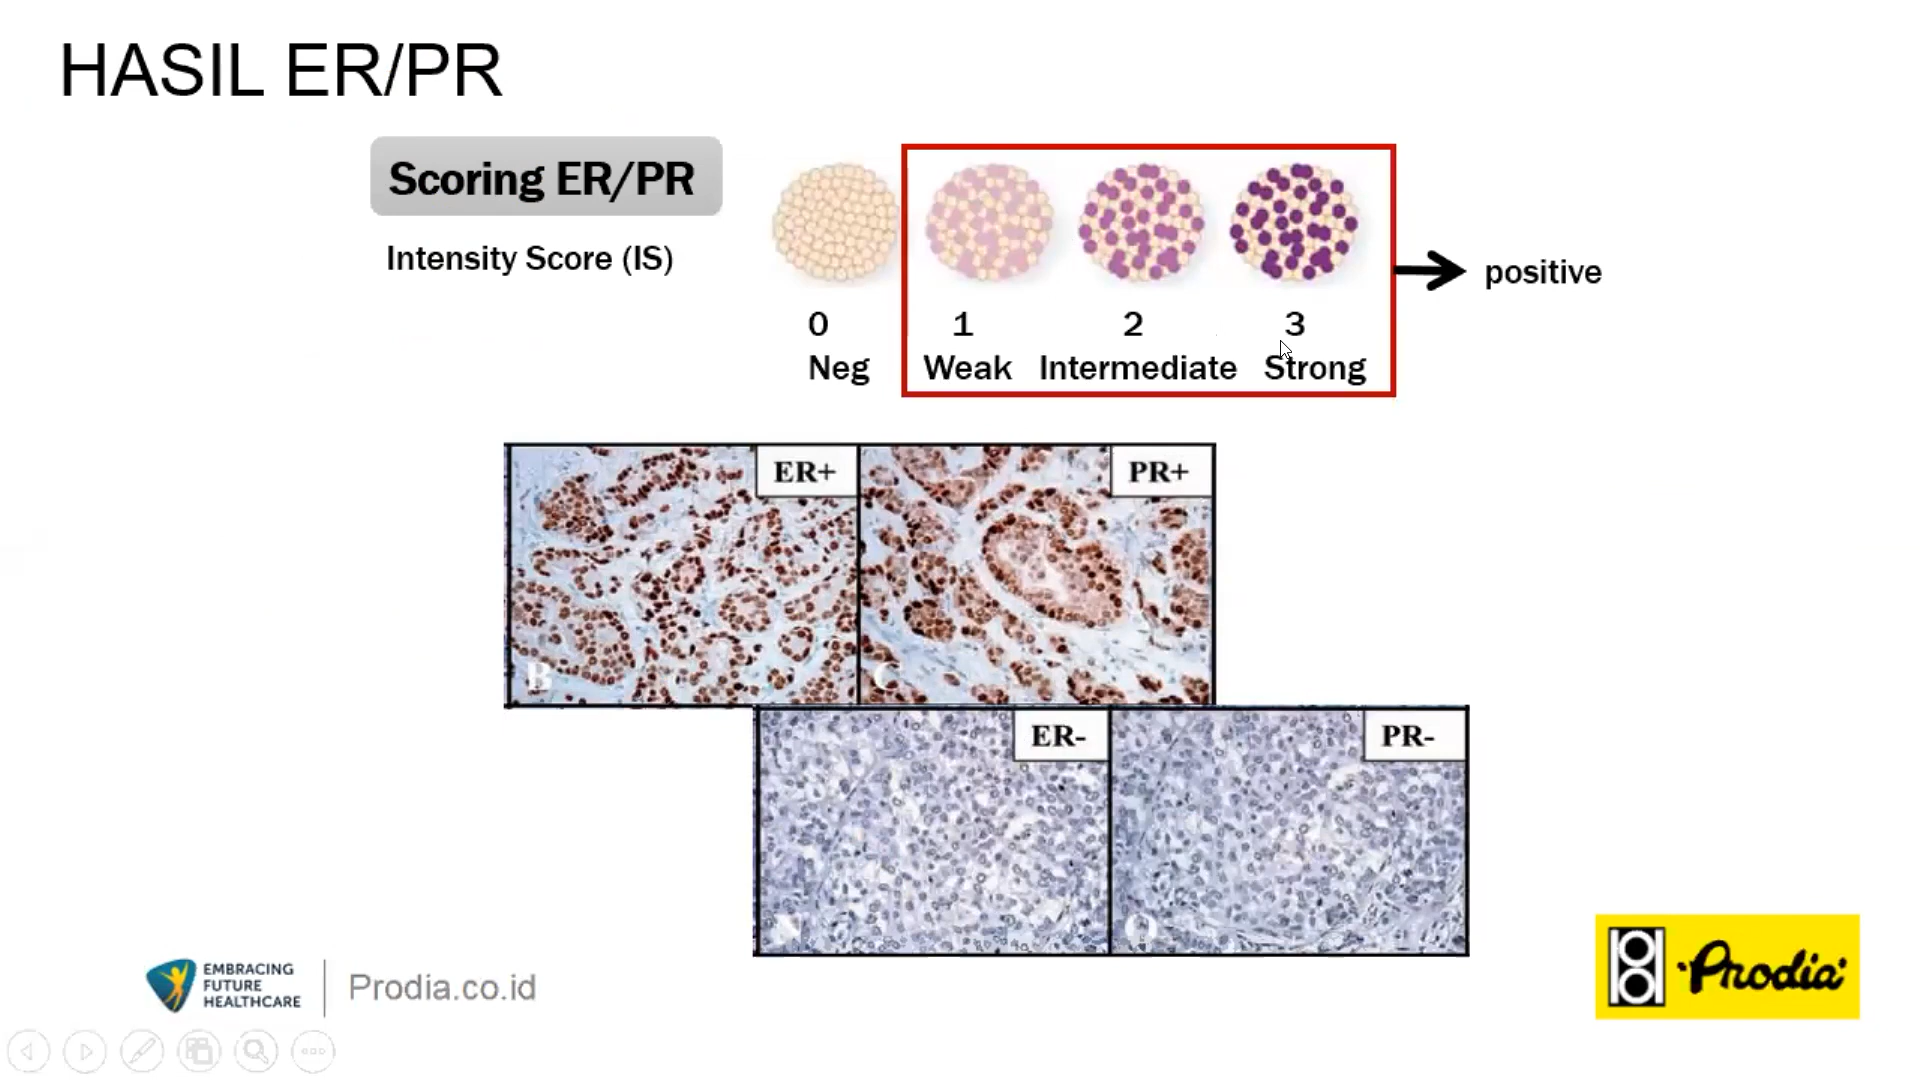 HASIL ER/PR
Scoring ER/PR
Intensity Score (IS)
0 1 2 3
Neg Weak Intermediate Strong
positive
ER+ PR+
B C
ER- PR-
EMBRACING
FUTURE
HEALTHCARE
Prodia.co.id
Prodia